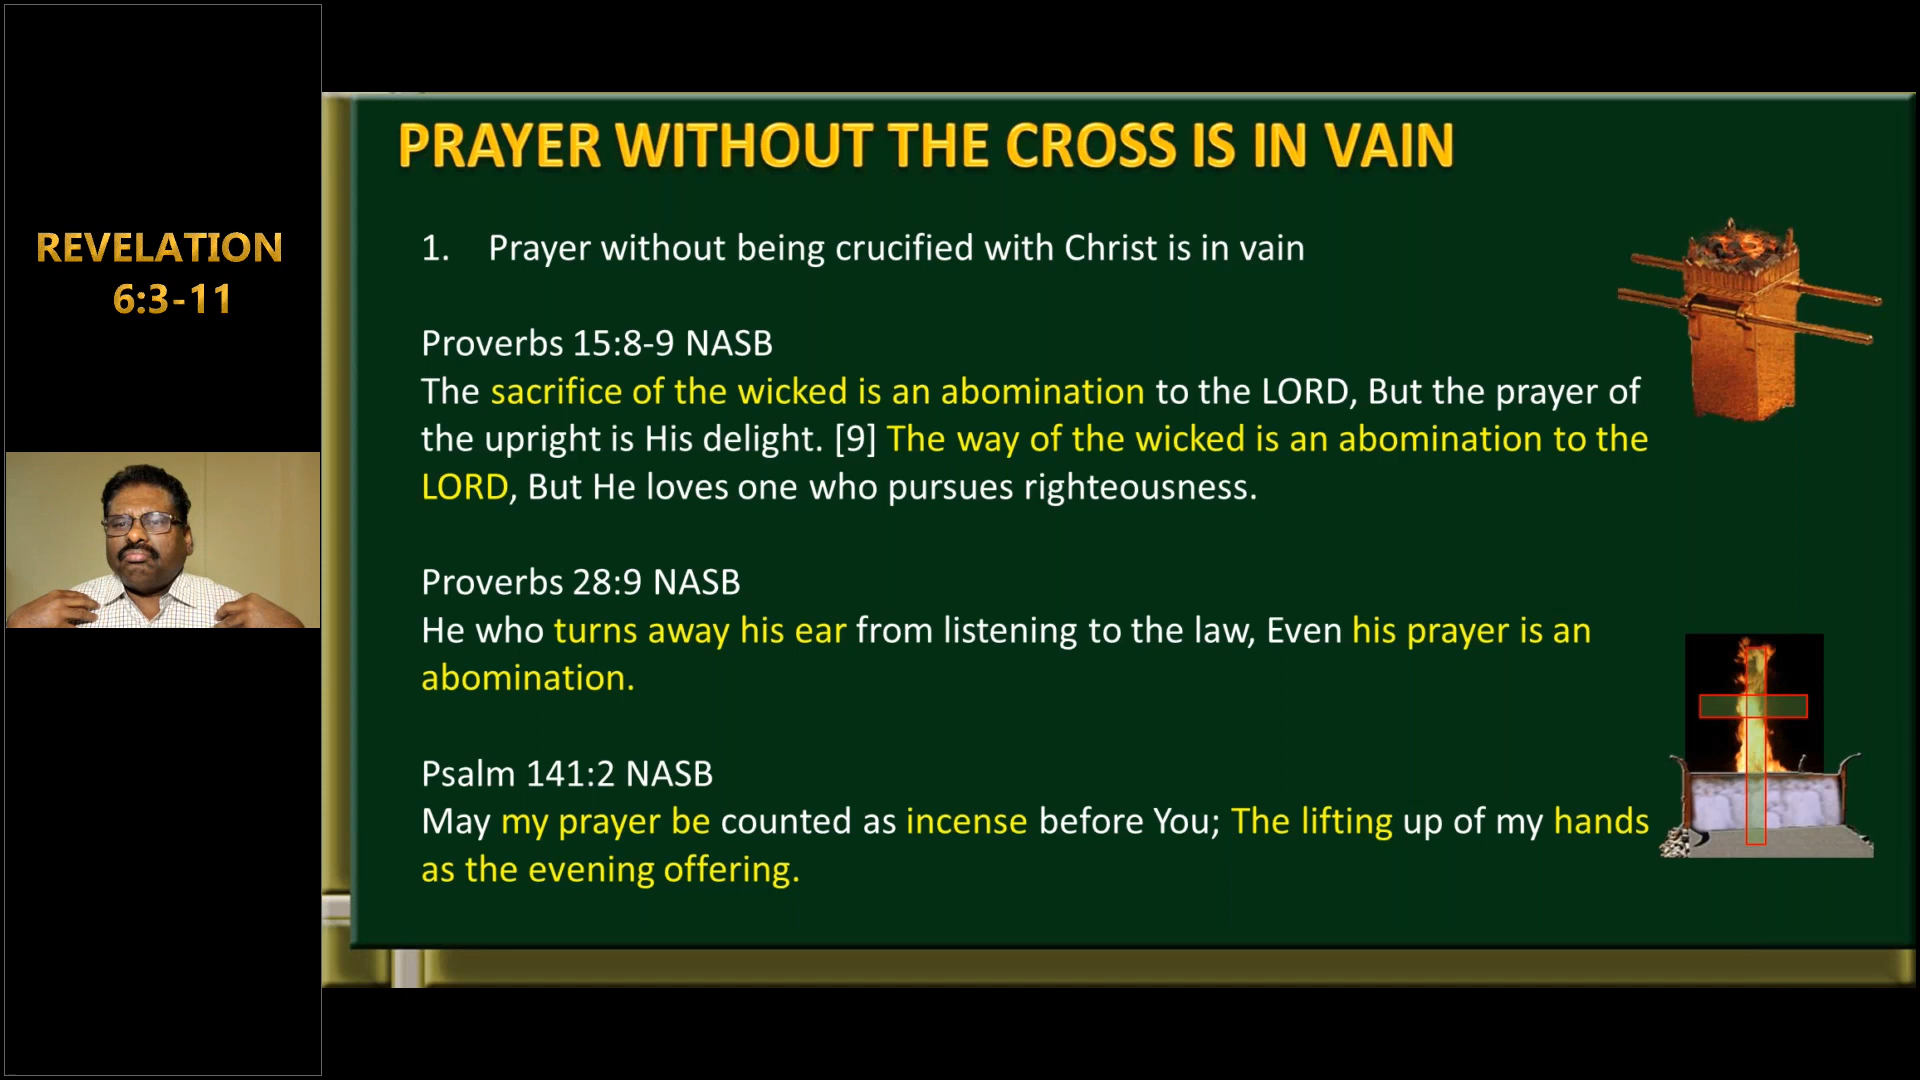 REVELATION
6:3-11
PRAYER WITHOUT THE CROSS IS IN VAIN
1. Prayer without being crucified with Christ is in vain
Proverbs 15:8-9 NASB
The sacrifice of the wicked is an abomination to the LORD, But the prayer of
the upright is His delight. [9] The way of the wicked is an abomination to the
LORD, But He loves one who pursues righteousness.
Proverbs 28:9 NASB
He who turns away his ear from listening to the law, Even his prayer is an
abomination.
Psalm 141:2 NASB
May my prayer be counted as incense before You; The lifting up of my hands
as the evening offering.